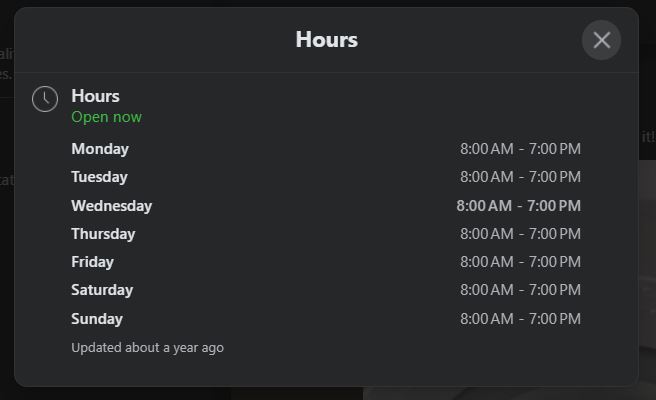 Hours
Hours
Open now
Monday 8:00 AM - 7:00 PM
Tuesday 8:00 AM - 7:00 PM
Wednesday 8:00 AM - 7:00 PM
Thursday 8:00 AM - 7:00 PM
Friday 8:00 AM - 7:00 PM
Saturday 8:00 AM - 7:00 PM
Sunday 8:00 AM - 7:00 PM
Updated about a year ago
it!